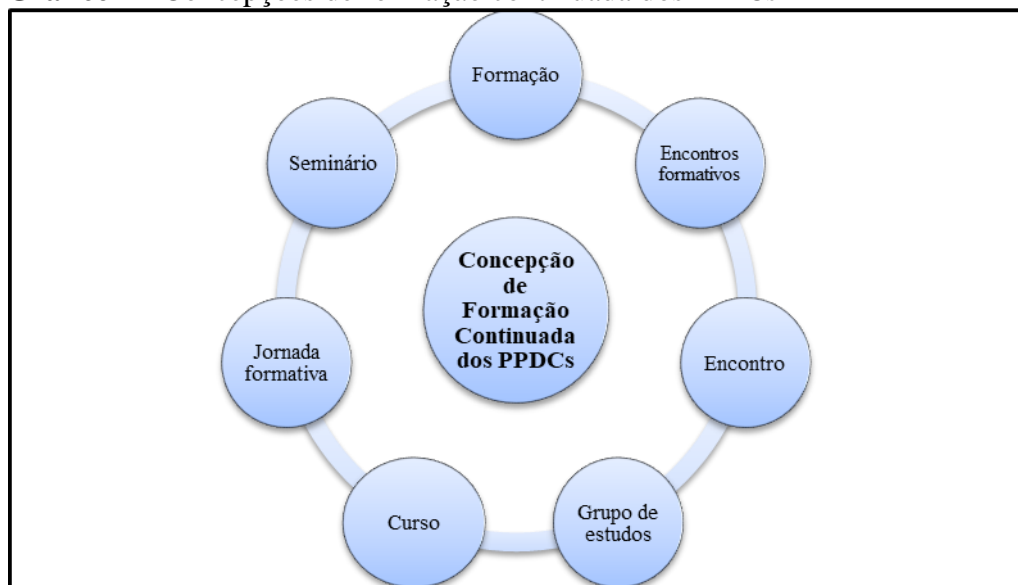 Formação
Encontros
formativos
Encontro
Grupo de
estudos
Curso
Jornada
formativa
Seminário
Concepção
de
Formação
Continuada
dos PPDCs